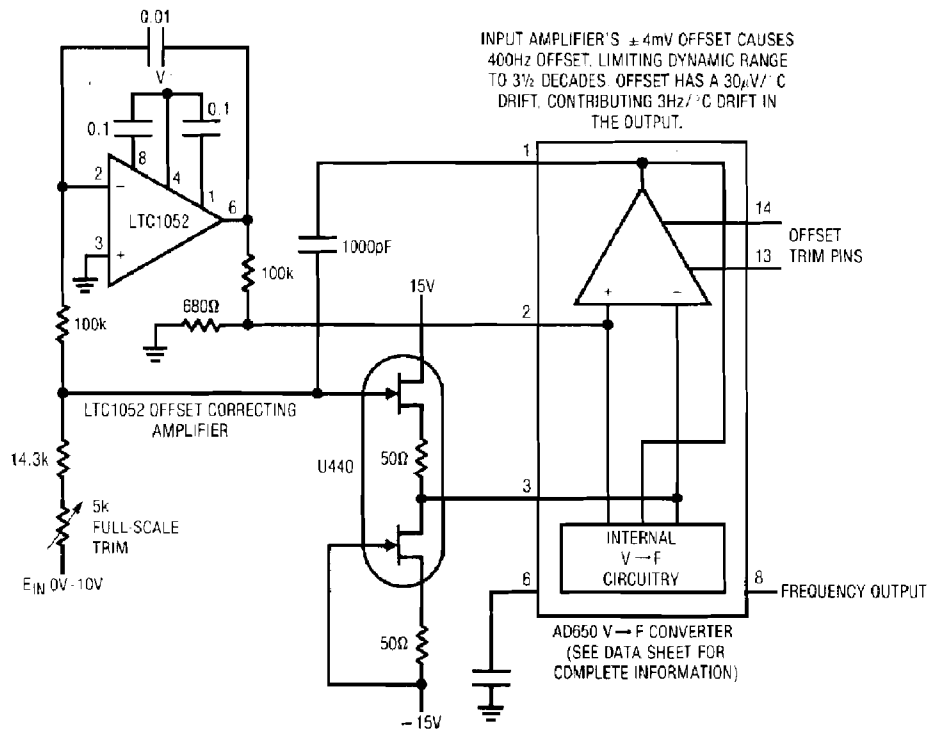 0.01
V
0.1
0.1
8
4
1
2
−
6
LTC1052
3
+
100k
1000pF
680Ω
100k
15V
LTC1052 OFFSET CORRECTING
AMPLIFIER
14.3k
5k
FULL-SCALE
TRIM
EIN 0V-10V
U440
50Ω
50Ω
−15V
INPUT AMPLIFIER'S ±4mV OFFSET CAUSES
400Hz OFFSET, LIMITING DYNAMIC RANGE
TO 3½ DECADES. OFFSET HAS A 30µV/°C
DRIFT, CONTRIBUTING 3Hz/°C DRIFT IN
THE OUTPUT.
1
14
OFFSET
13
TRIM PINS
+
−
2
3
INTERNAL
V→F
CIRCUITRY
6
8
FREQUENCY OUTPUT
AD650 V→F CONVERTER
(SEE DATA SHEET FOR
COMPLETE INFORMATION)